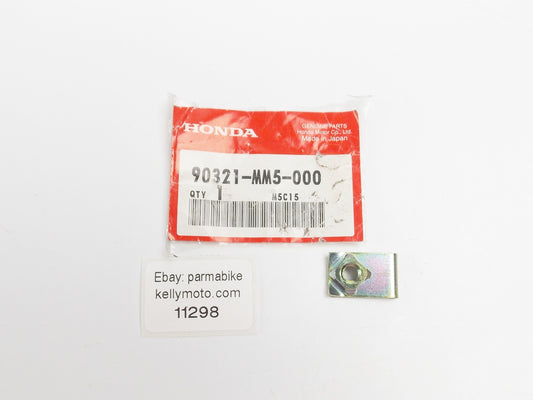 HONDA
GENUINE PARTS
Honda Motor Co., Ltd.
Made in Japan
90321-MM5-000
QTY 1 M5C15
Ebay: parmabike
kellymoto.com
11298